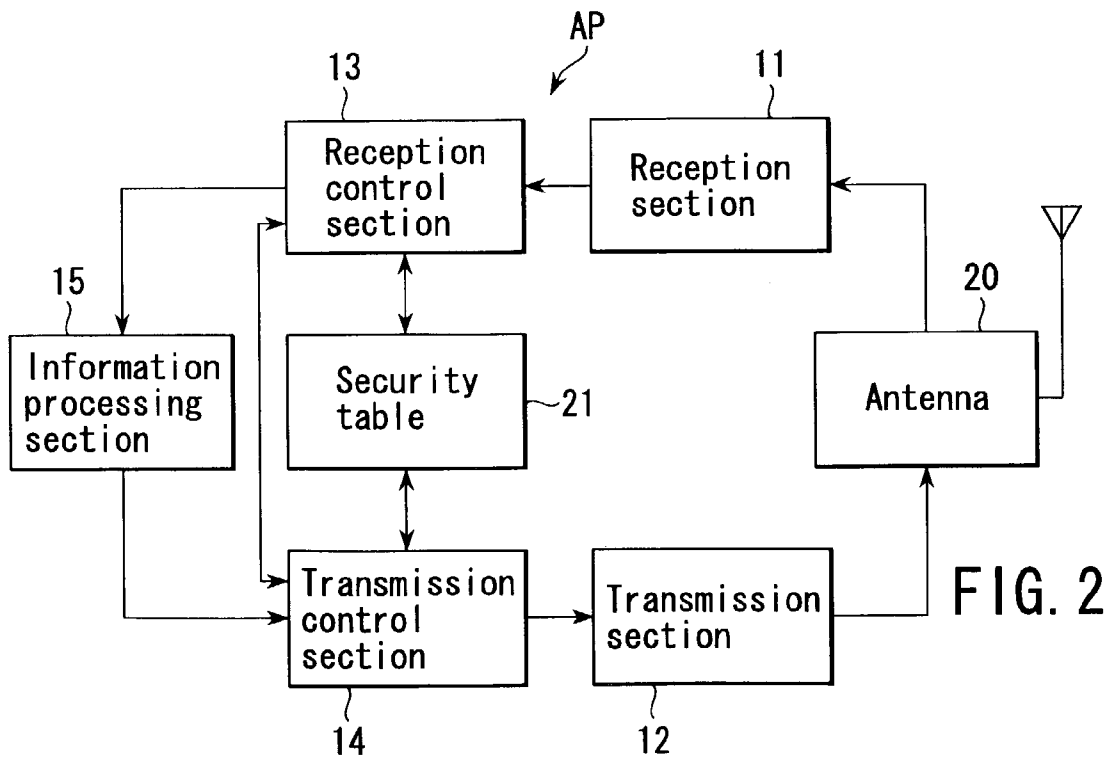 AP
13
11
Reception
control
section
Reception
section
15
20
Information
processing
section
Security
table
21
Antenna
Transmission
control
section
Transmission
section
FIG. 2
14
12